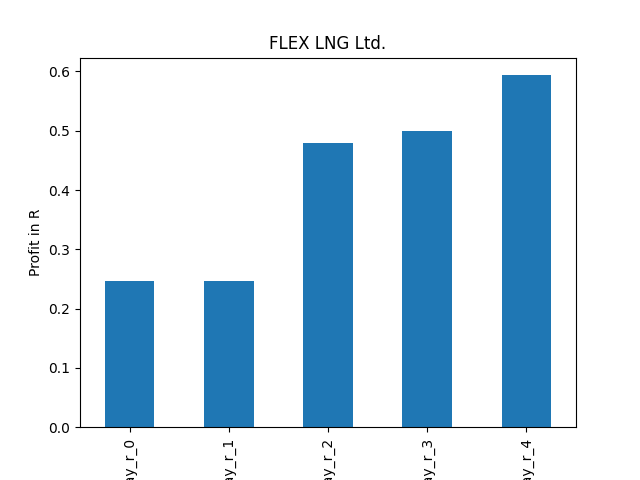 FLEX LNG Ltd.
Profit in R
0.6
0.5
0.4
0.3
0.2
0.1
0.0
ay_r_0
ay_r_1
ay_r_2
ay_r_3
ay_r_4